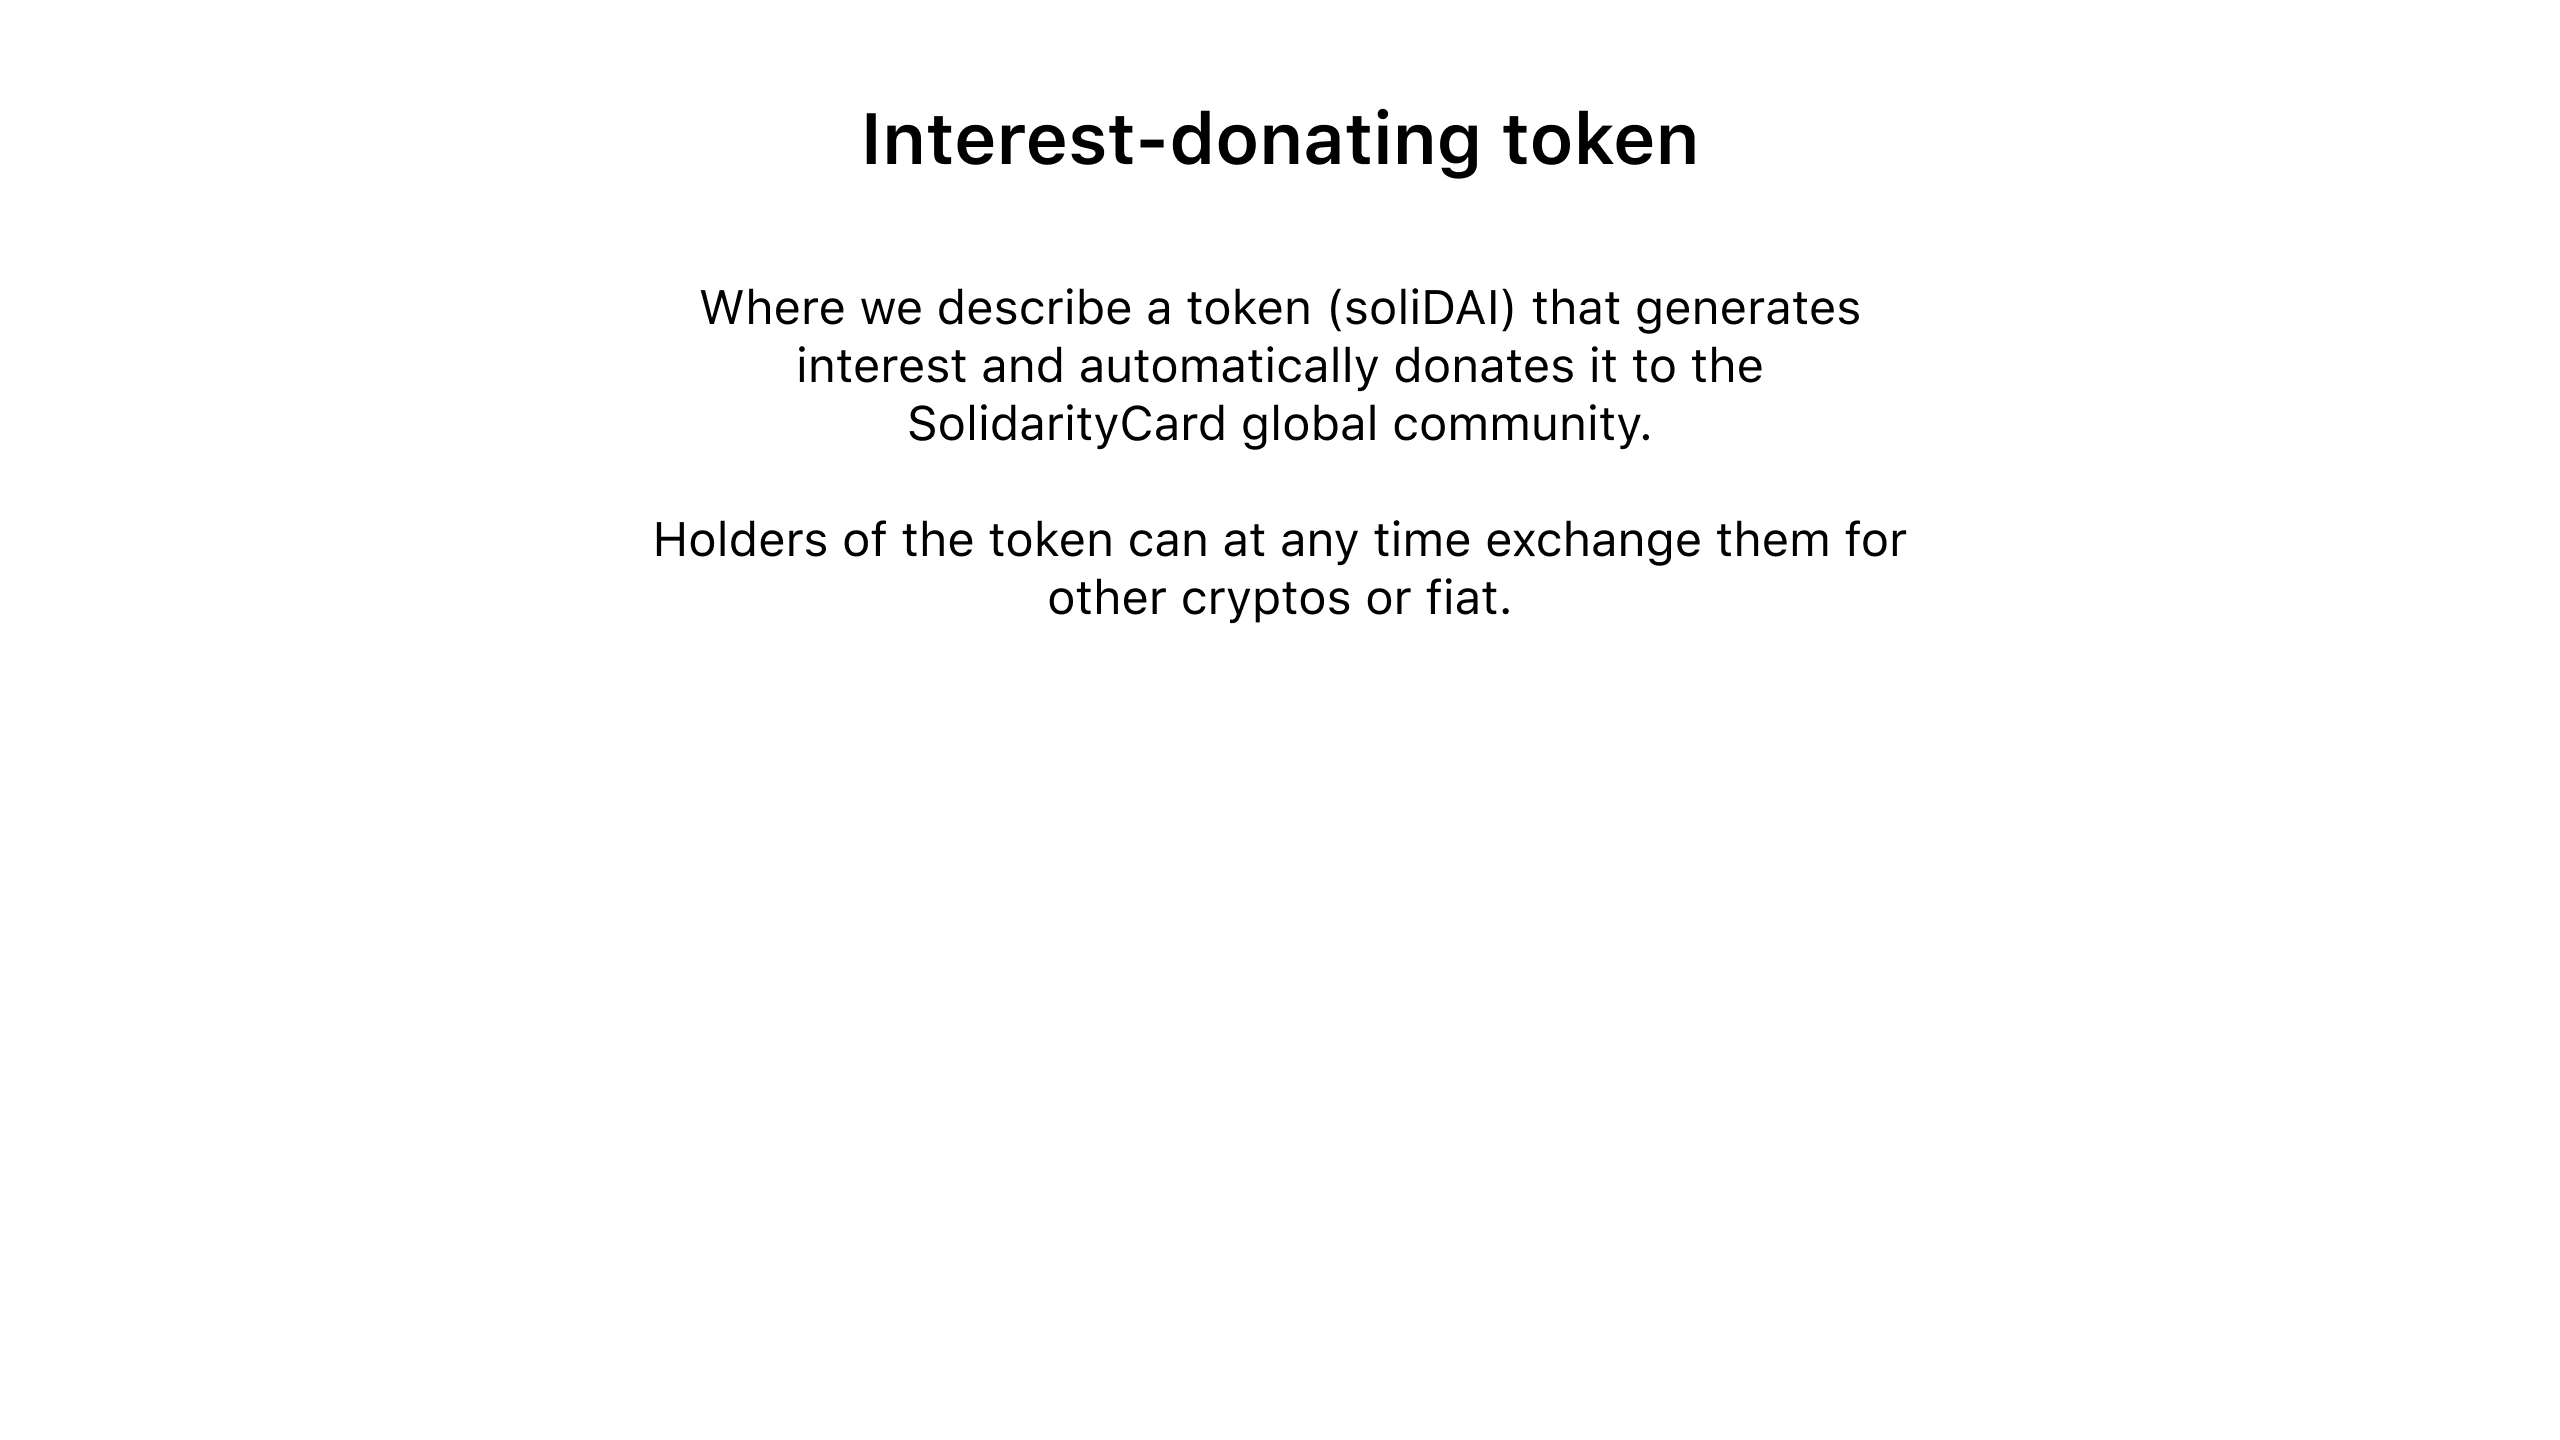 Interest-donating token
Where we describe a token (soliDAI) that generates
interest and automatically donates it to the
SolidarityCard global community.
Holders of the token can at any time exchange them for
other cryptos or fiat.